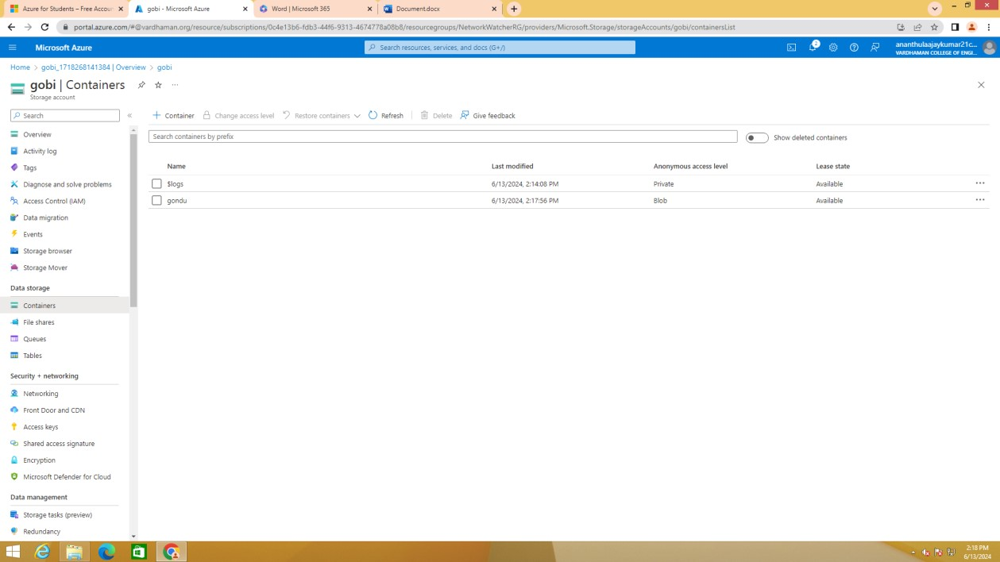 Azure for Students – Free Accou
gobi - Microsoft Azure
Word | Microsoft 365
Document.docx
portal.azure.com/#@vardhaman.org/resource/subscriptions/0c4e13b6-fdb3-44f6-9313-4674778a08b8/resourcegroups/NetworkWatcherRG/providers/Microsoft.Storage/storageAccounts/gobi/containersList
Microsoft Azure
Search resources, services, and docs (G+/)
2
ananthulaajaykumar21c...
VARDHAMAN COLLEGE OF ENGI...
Home > gobi_1718268141384 | Overview > gobi
gobi | Containers
Storage account
Search
Container
Change access level
Restore containers
Refresh
Delete
Give feedback
Search containers by prefix
Show deleted containers
Name Last modified Anonymous access level Lease state
$logs 6/13/2024, 2:14:08 PM Private Available
gondu 6/13/2024, 2:17:56 PM Blob Available
Overview
Activity log
Tags
Diagnose and solve problems
Access Control (IAM)
Data migration
Events
Storage browser
Storage Mover
Data storage
Containers
File shares
Queues
Tables
Security + networking
Networking
Front Door and CDN
Access keys
Shared access signature
Encryption
Microsoft Defender for Cloud
Data management
Storage tasks (preview)
Redundancy
2:18 PM
6/13/2024